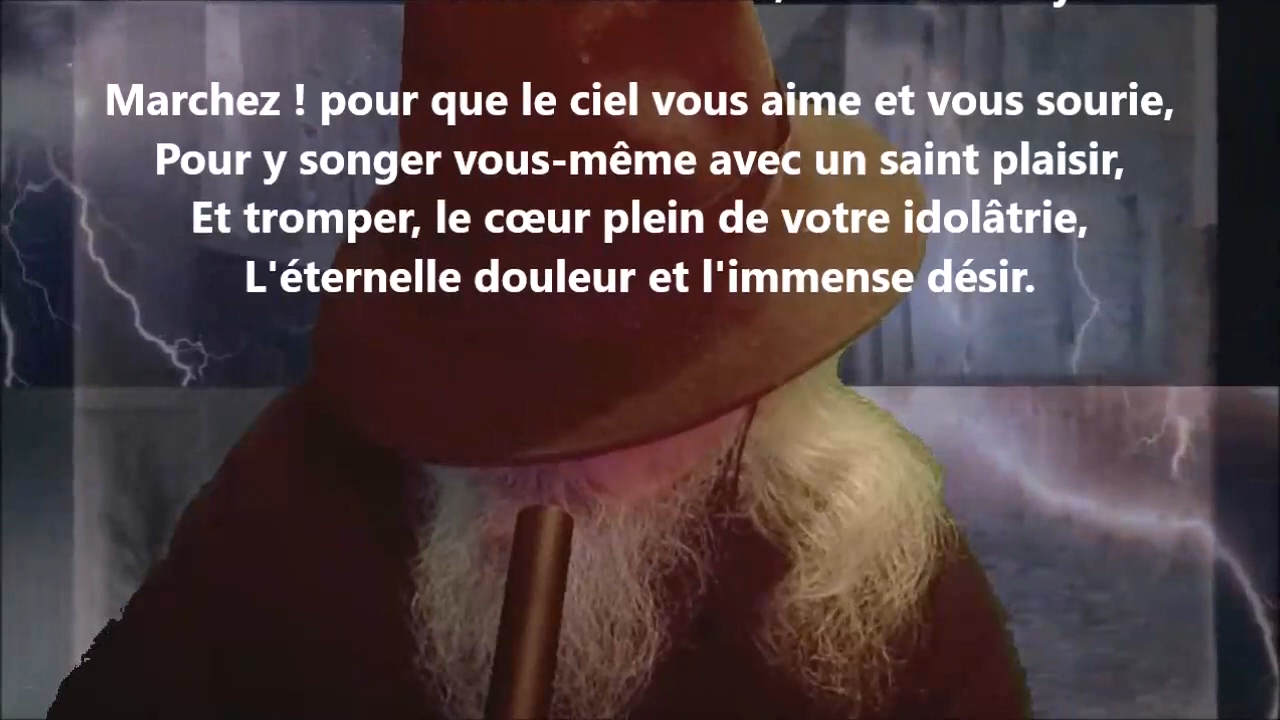 Marchez ! pour que le ciel vous aime et vous sourie,
Pour y songer vous-même avec un saint plaisir,
Et tromper, le cœur plein de votre idolâtrie,
L'éternelle douleur et l'immense désir.